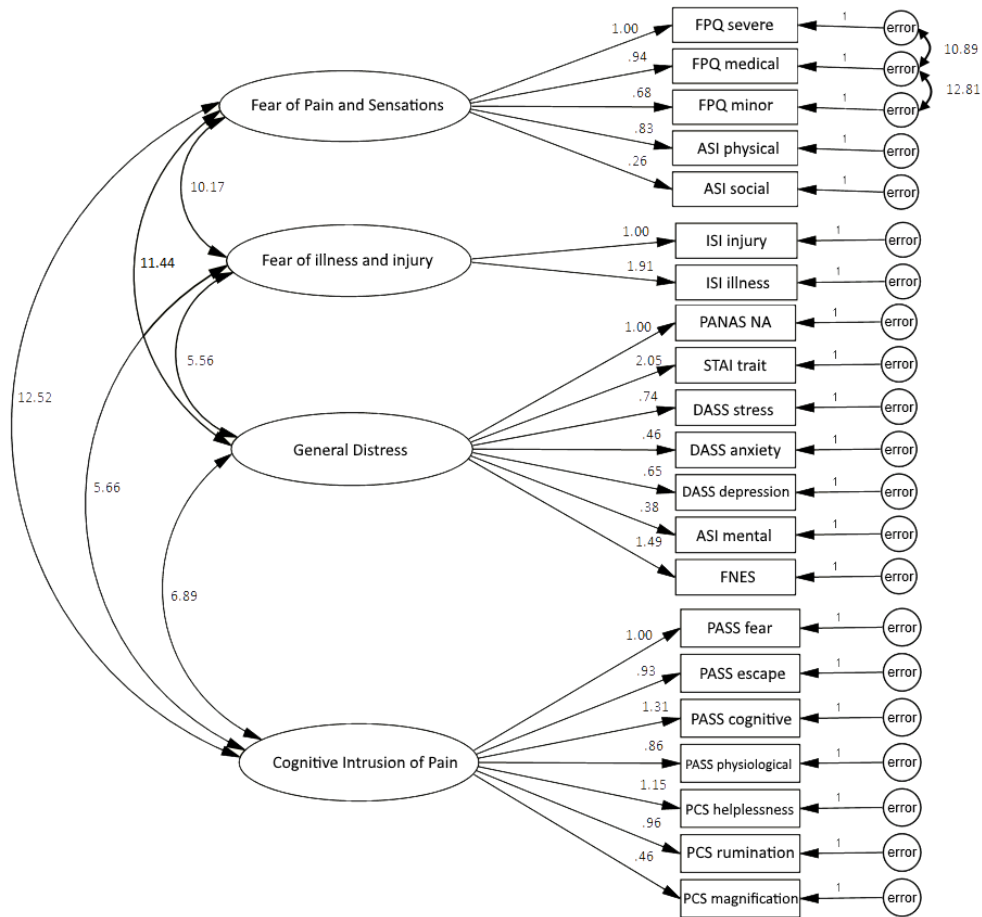 1.00
FPQ severe
1
error
10.89
.94
FPQ medical
1
error
12.81
Fear of Pain and Sensations
.68
FPQ minor
1
error
.83
ASI physical
1
error
.26
ASI social
1
error
10.17
1.00
ISI injury
1
error
Fear of illness and injury
11.44
1.91
ISI illness
1
error
1.00
PANAS NA
1
error
5.56
2.05
STAI trait
1
error
12.52
.74
DASS stress
1
error
General Distress
.46
DASS anxiety
1
error
.65
DASS depression
1
error
5.66
.38
ASI mental
1
error
1.49
FNES
1
error
6.89
1.00
PASS fear
1
error
.93
PASS escape
1
error
1.31
PASS cognitive
1
error
Cognitive Intrusion of Pain
.86
PASS physiological
1
error
1.15
PCS helplessness
1
error
.96
PCS rumination
1
error
.46
PCS magnification
1
error